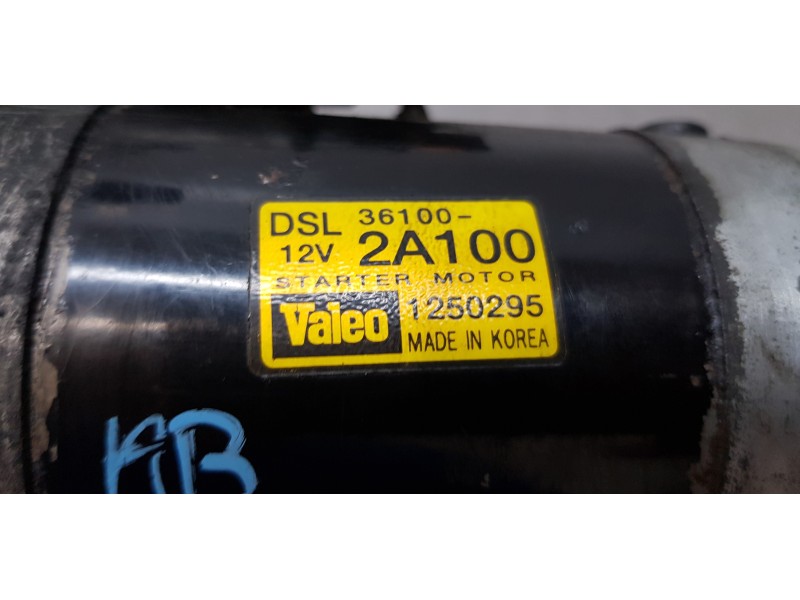 DSL 36100-
12V 2A100
STARTER MOTOR
Valeo 1250295
MADE IN KOREA